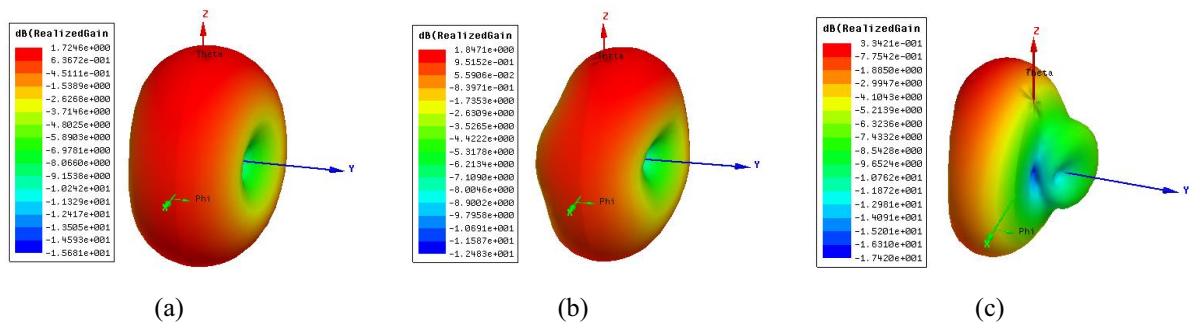 dB(RealizedGain
1.7246e+000
6.3672e-001
-4.5111e-001
-1.5389e+000
-2.6268e+000
-3.7146e+000
-4.8025e+000
-5.8903e+000
-6.9781e+000
-8.0660e+000
-9.1538e+000
-1.0242e+001
-1.1329e+001
-1.2417e+001
-1.3505e+001
-1.4593e+001
-1.5681e+001
Z
Theta
Y
Phi
X
(a)
dB(RealizedGain
1.8471e+000
9.5152e-001
5.5906e-002
-8.3971e-001
-1.7353e+000
-2.6309e+000
-3.5265e+000
-4.4222e+000
-5.3178e+000
-6.2134e+000
-7.1090e+000
-8.0046e+000
-8.9002e+000
-9.7958e+000
-1.0691e+001
-1.1587e+001
-1.2483e+001
Z
Theta
Y
Phi
X
(b)
dB(RealizedGain
3.3421e-001
-7.7542e-001
-1.8850e+000
-2.9947e+000
-4.1043e+000
-5.2139e+000
-6.3236e+000
-7.4332e+000
-8.5428e+000
-9.6524e+000
-1.0762e+001
-1.1872e+001
-1.2981e+001
-1.4091e+001
-1.5201e+001
-1.6310e+001
-1.7420e+001
Z
Theta
Y
Phi
X
(c)